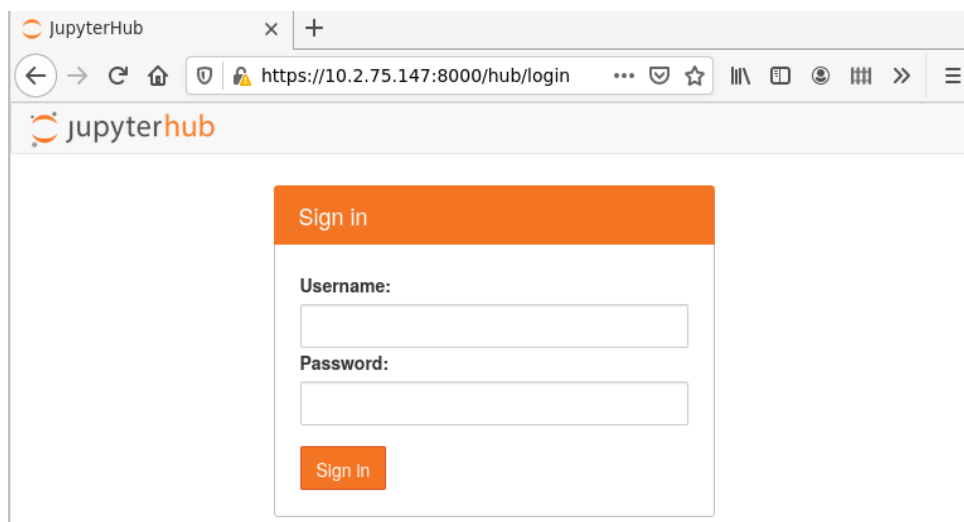 JupyterHub
https://10.2.75.147:8000/hub/login
jupyterhub
Sign in
Username:
Password:
Sign in